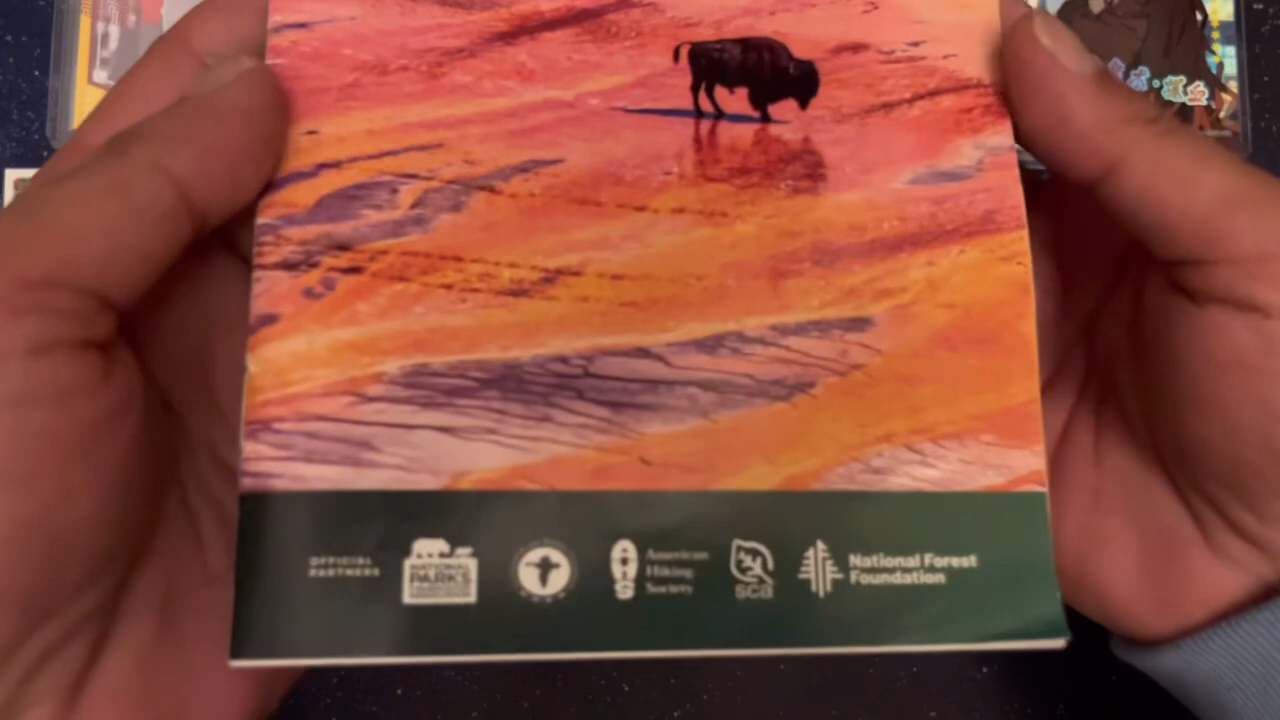 OFFICIAL
PARTNERS
NATIONAL
PARKS
American
Hiking
Society
sca
National Forest
Foundation